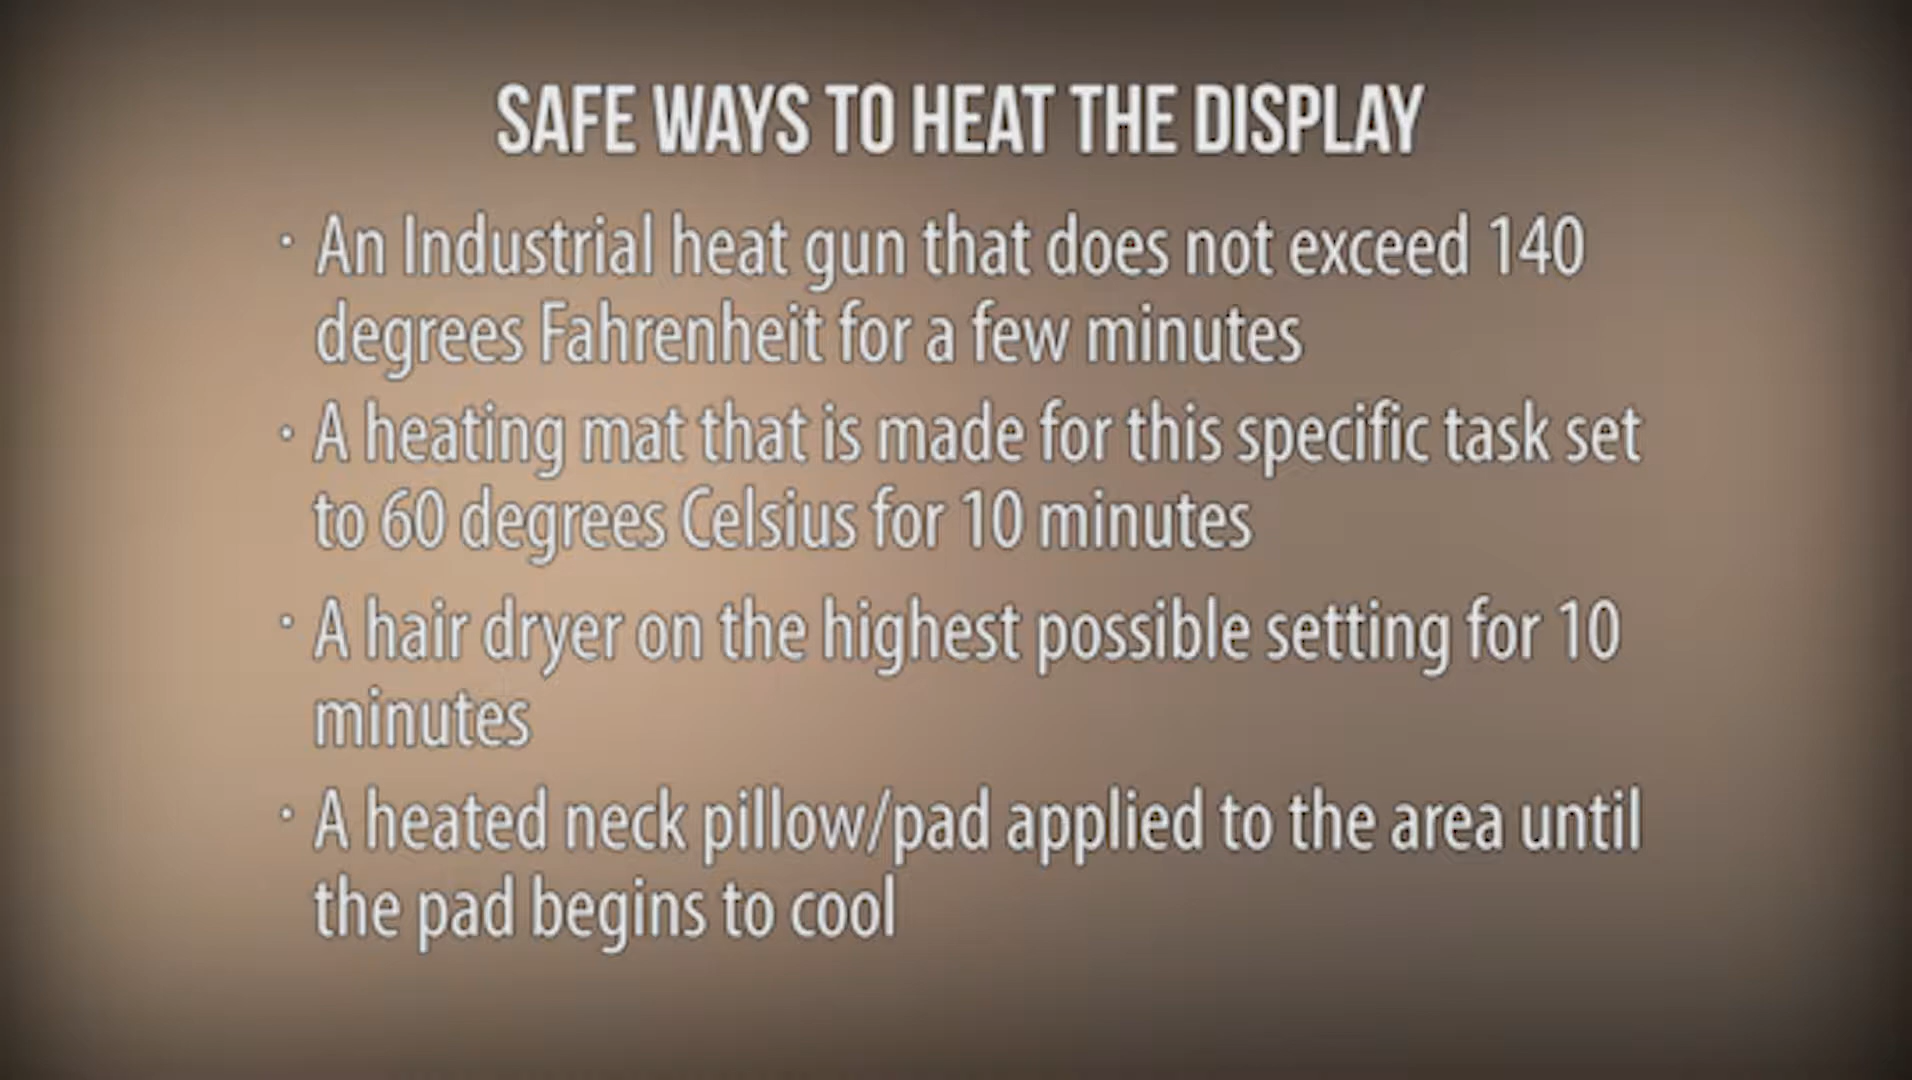 SAFE WAYS TO HEAT THE DISPLAY
· An Industrial heat gun that does not exceed 140
degrees Fahrenheit for a few minutes
· A heating mat that is made for this specific task set
to 60 degrees Celsius for 10 minutes
· A hair dryer on the highest possible setting for 10
minutes
· A heated neck pillow/pad applied to the area until
the pad begins to cool